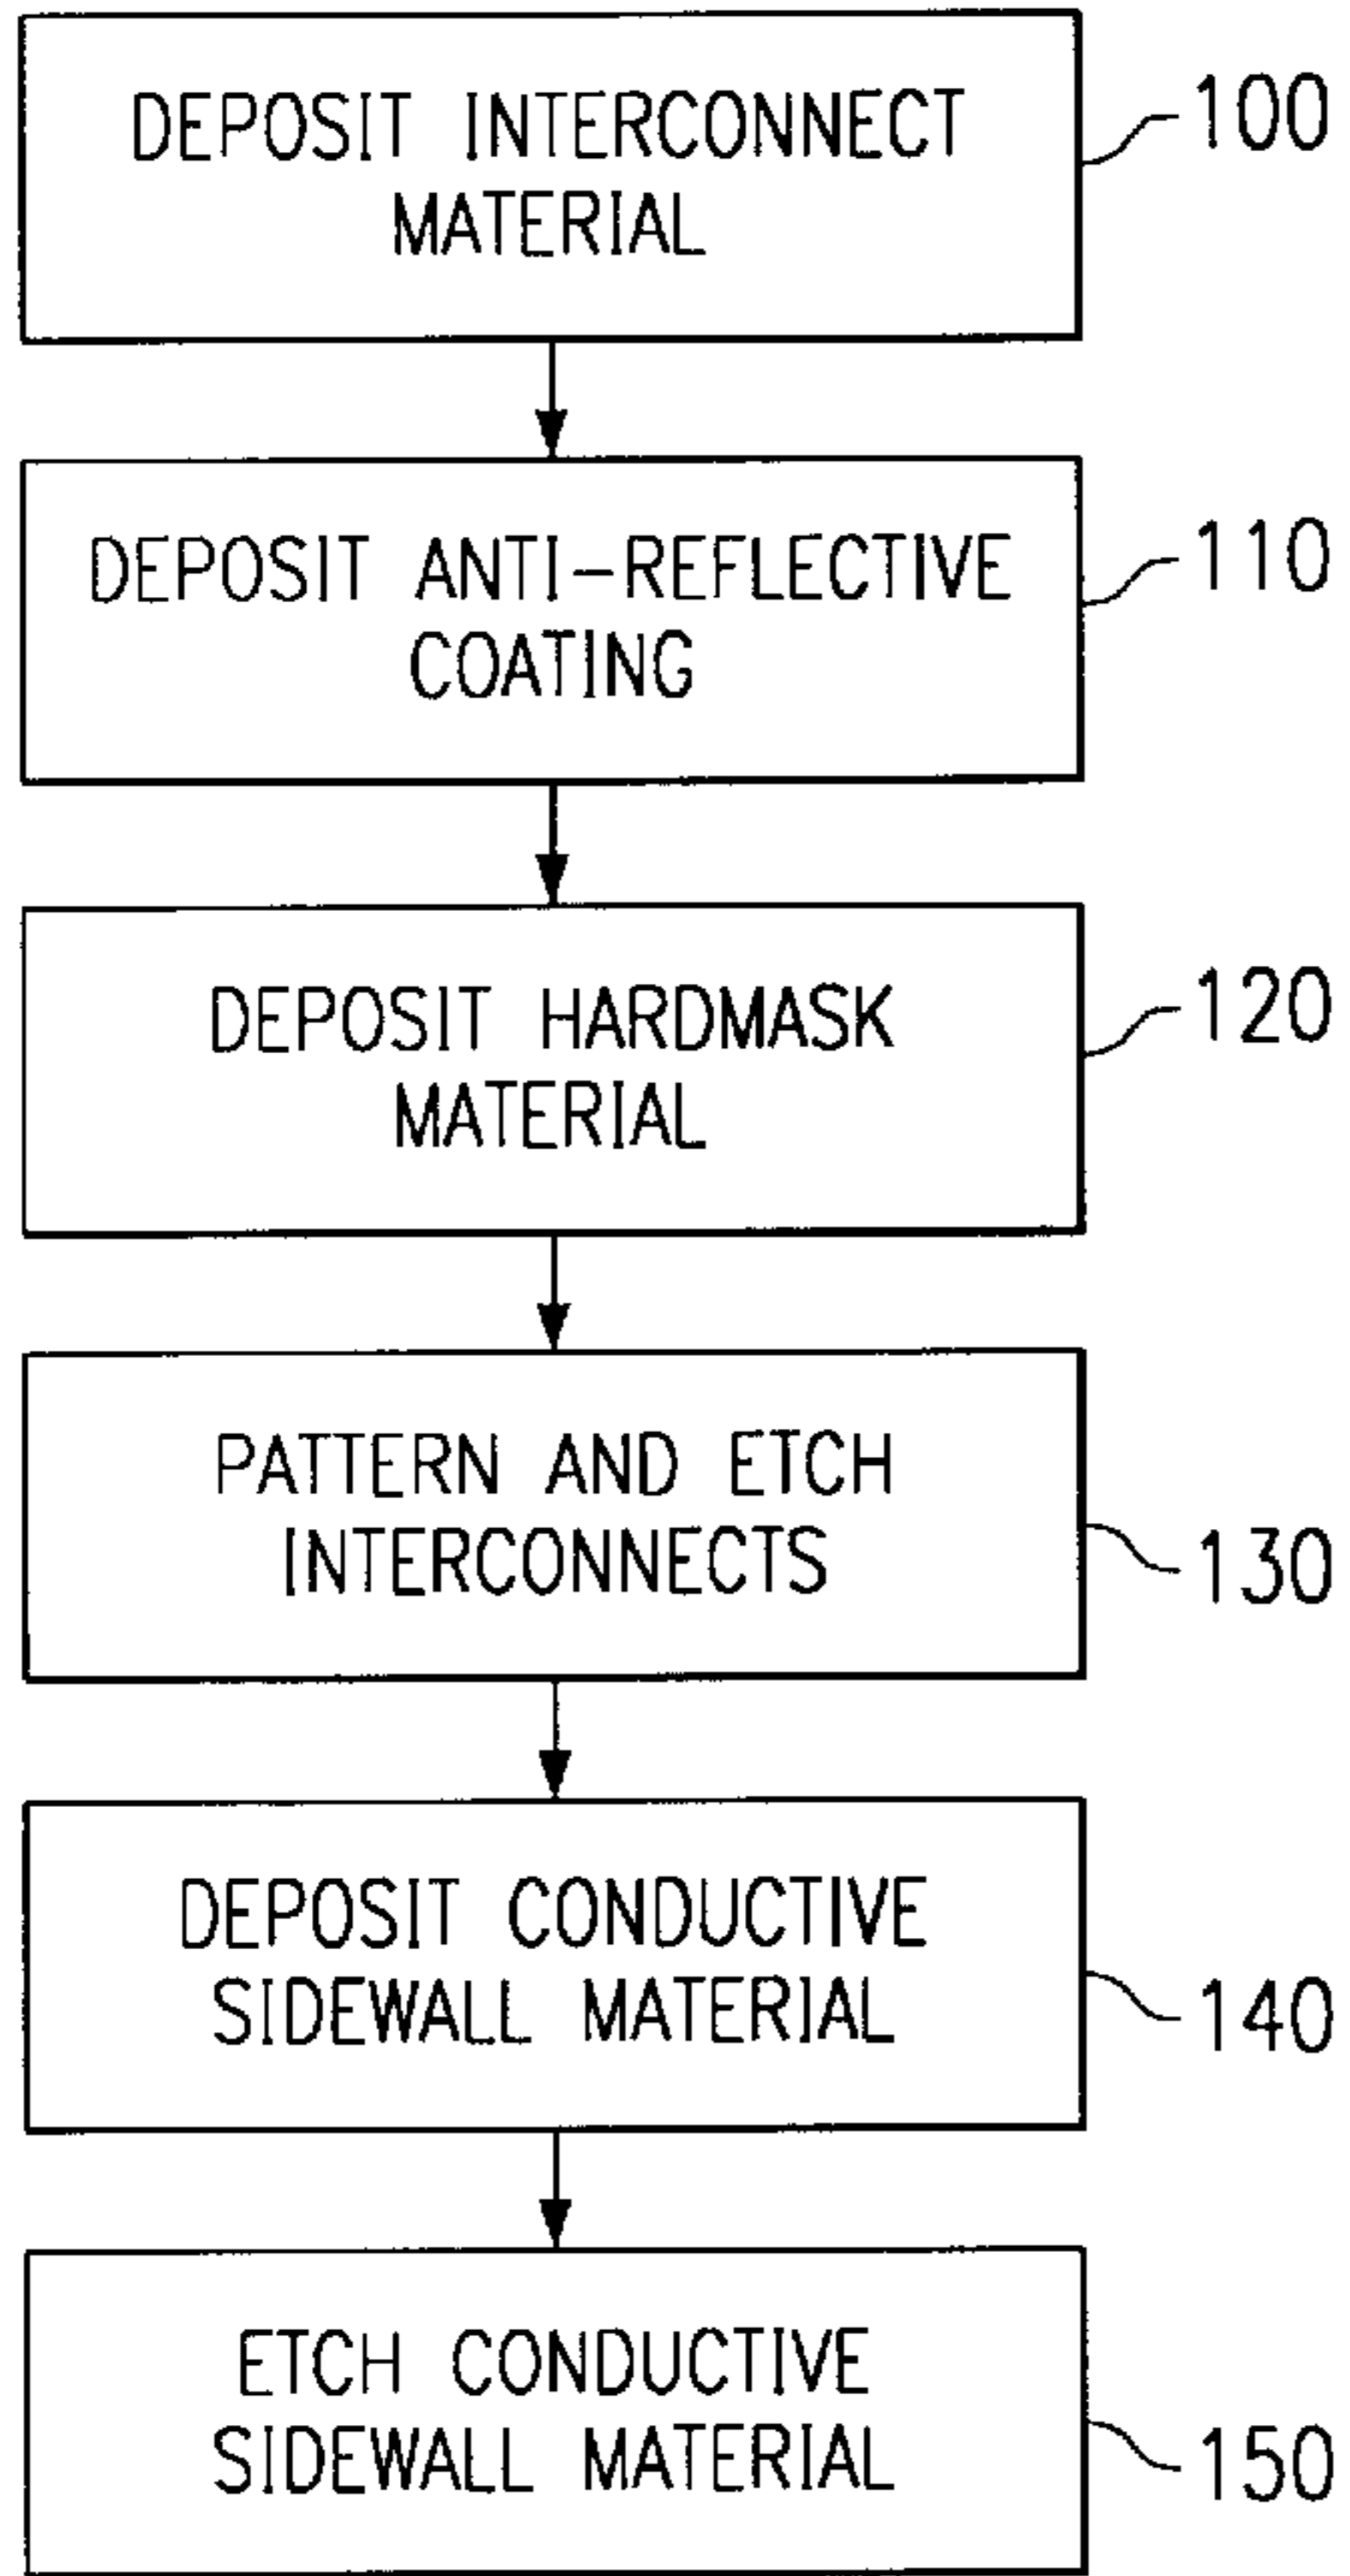 DEPOSIT INTERCONNECT
MATERIAL
100
DEPOSIT ANTI-REFLECTIVE
COATING
110
DEPOSIT HARDMASK
MATERIAL
120
PATTERN AND ETCH
INTERCONNECTS
130
DEPOSIT CONDUCTIVE
SIDEWALL MATERIAL
140
ETCH CONDUCTIVE
SIDEWALL MATERIAL
150